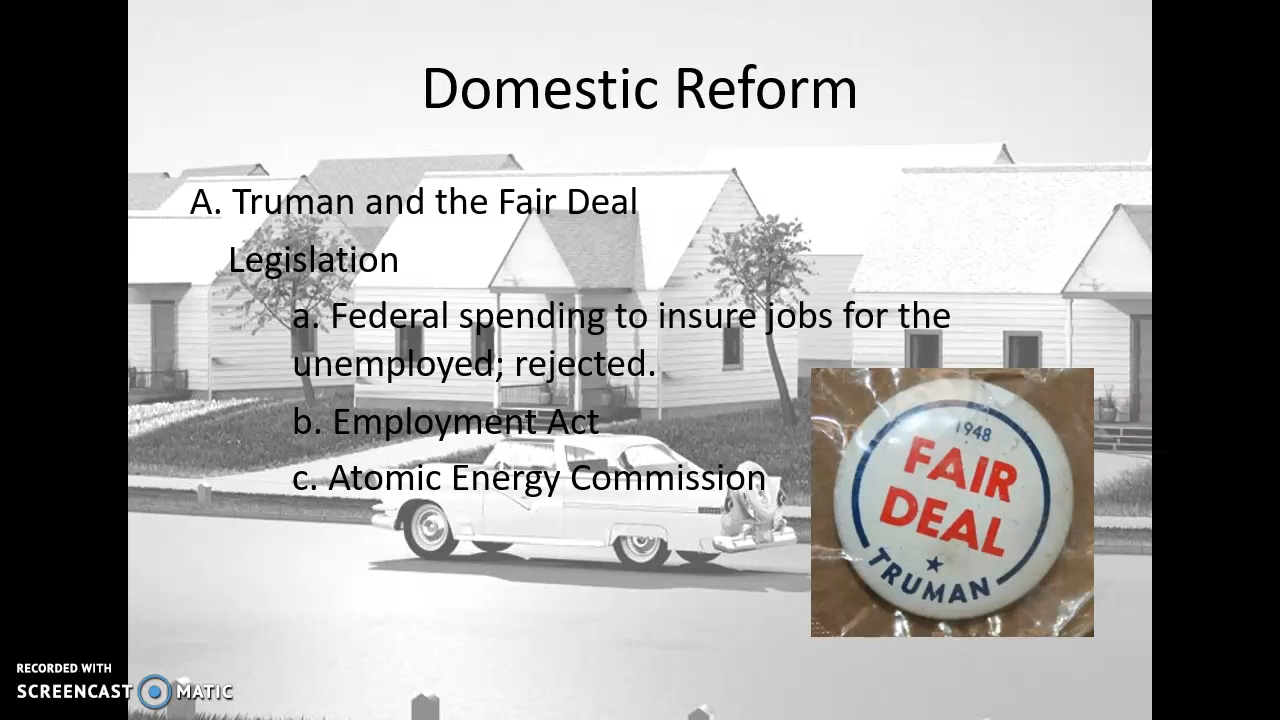 Domestic Reform
A. Truman and the Fair Deal
Legislation
a. Federal spending to insure jobs for the
unemployed; rejected.
b. Employment Act
c. Atomic Energy Commission
1948
FAIR
DEAL
TRUMAN
RECORDED WITH
SCREENCAST MATIC